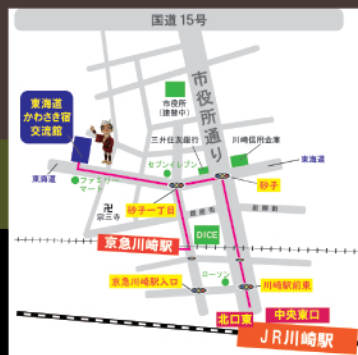 国道15号
市役所通り
東海道
かわさき宿
交流館
市役所
(建替中)
三井住友銀行
川崎信用金庫
セブンイレブン
東海道
東海道
ファミリー
マート
宗三寺
砂子一丁目
砂子
京急川崎駅
DICE
京急川崎駅入口
ローソン
川崎駅前東
北口東
中央東口
JR川崎駅